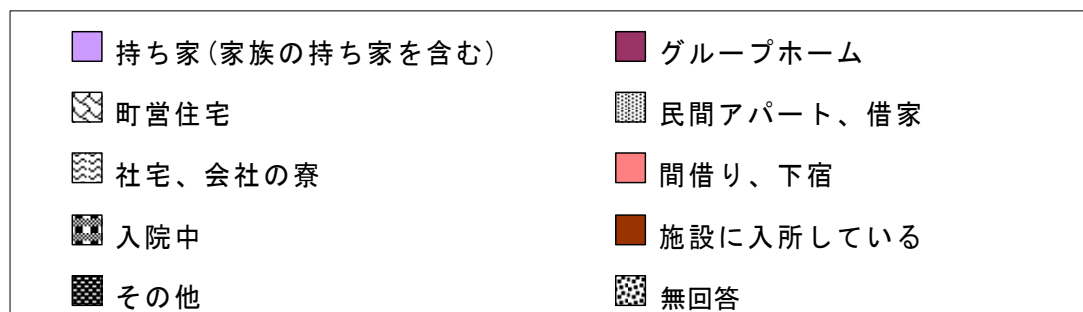 持ち家(家族の持ち家を含む) グループホーム
町営住宅 民間アパート、借家
社宅、会社の寮 間借り、下宿
入院中 施設に入所している
その他 無回答